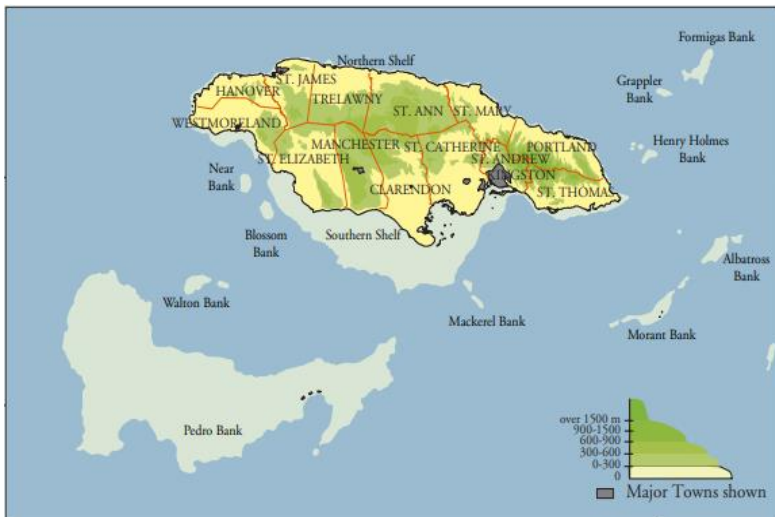 Formigas Bank
Northern Shelf
ST. JAMES
Grappler
Bank
HANOVER
TRELAWNY
ST. ANN
ST. MARY
WESTMORELAND
MANCHESTER
ST. CATHERINE
PORTLAND
Henry Holmes
Bank
ST. ELIZABETH
ST. ANDREW
KINGSTON
Near
Bank
CLARENDON
ST. THOMAS
Blossom
Bank
Southern Shelf
Albatross
Bank
Walton Bank
Mackerel Bank
Morant Bank
Pedro Bank
over 1500 m
900-1500
600-900
300-600
0-300
0
Major Towns shown